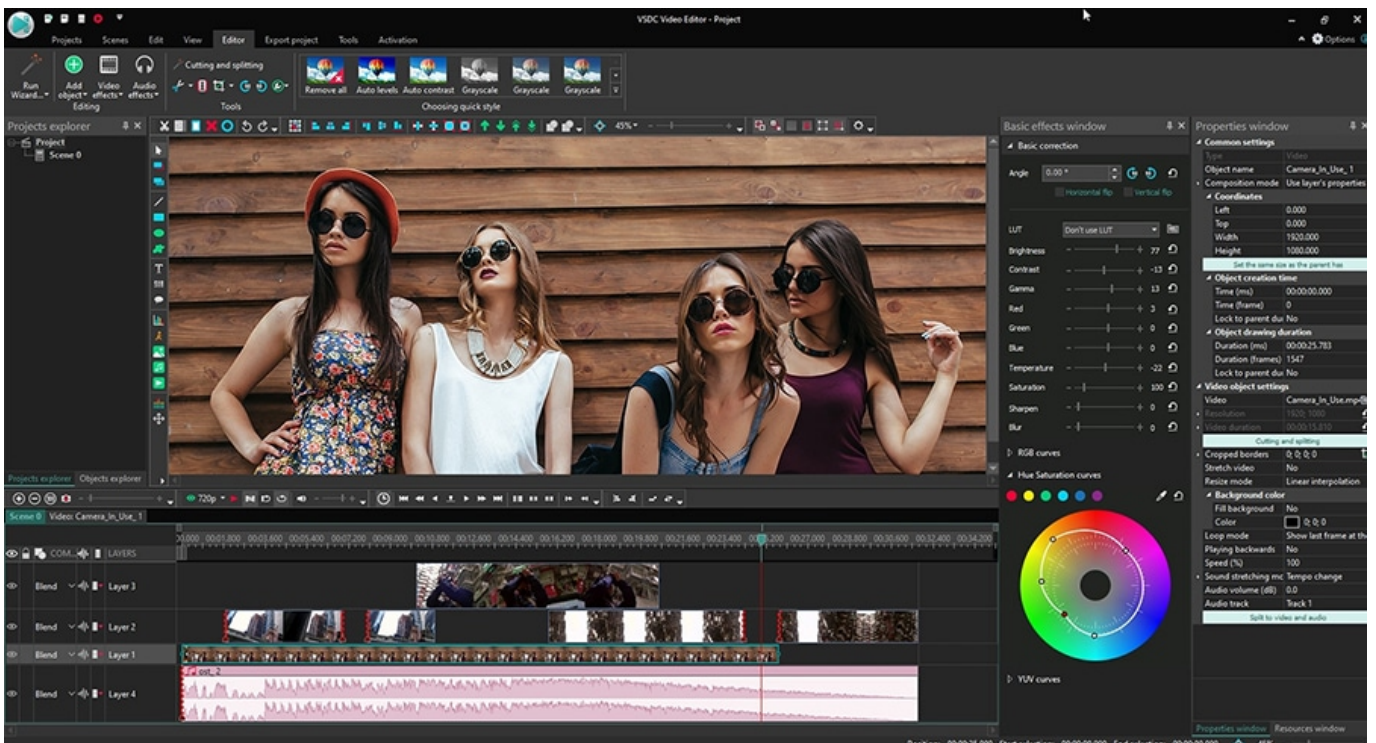 VSDC Video Editor - Project
Projects Scenes Edit View Editor Export project Tools Activation
Options
Run Wizard...
Add object
Video effects
Audio effects
Editing
Cutting and splitting
Tools
Remove all Auto levels Auto contrast Grayscale Grayscale Grayscale
Choosing quick style
Projects explorer
Project
Scene 0
45%
Basic effects window
Basic correction
Angle 0.00 °
Horizontal flip Vertical flip
LUT Don't use LUT
Brightness 77
Contrast -13
Gamma 13
Red 3
Green 0
Blue 0
Temperature -22
Saturation 100
Sharpen 0
Blur 0
RGB curves
Hue Saturation curves
YUV curves
Properties window
Common settings
Type Video
Object name Camera_In_Use_1
Composition mode Use layer's properties
Coordinates
Left 0.000
Top 0.000
Width 1920.000
Height 1080.000
Set the same size as the parent has
Object creation time
Time (ms) 00:00:00.000
Time (frame) 0
Lock to parent du No
Object drawing duration
Duration (ms) 00:00:25.783
Duration (frames) 1547
Lock to parent du No
Video object settings
Video Camera_In_Use.mp
Resolution 1920; 1080
Video duration 00:00:15.810
Cutting and splitting
Cropped borders 0; 0; 0; 0
Stretch video No
Resize mode Linear interpolation
Background color
Fill background No
Color 0; 0; 0
Loop mode Show last frame at th
Playing backwards No
Speed (%) 100
Sound stretching mc Tempo change
Audio volume (dB) 0.0
Audio track Track 1
Split to video and audio
Properties window Resources window
Projects explorer Objects explorer
720p
Scene 0 Video: Camera_In_Use_1
COM... LAYERS
Blend Layer 3
Blend Layer 2
Blend Layer 1
ost_2
Blend Layer 4